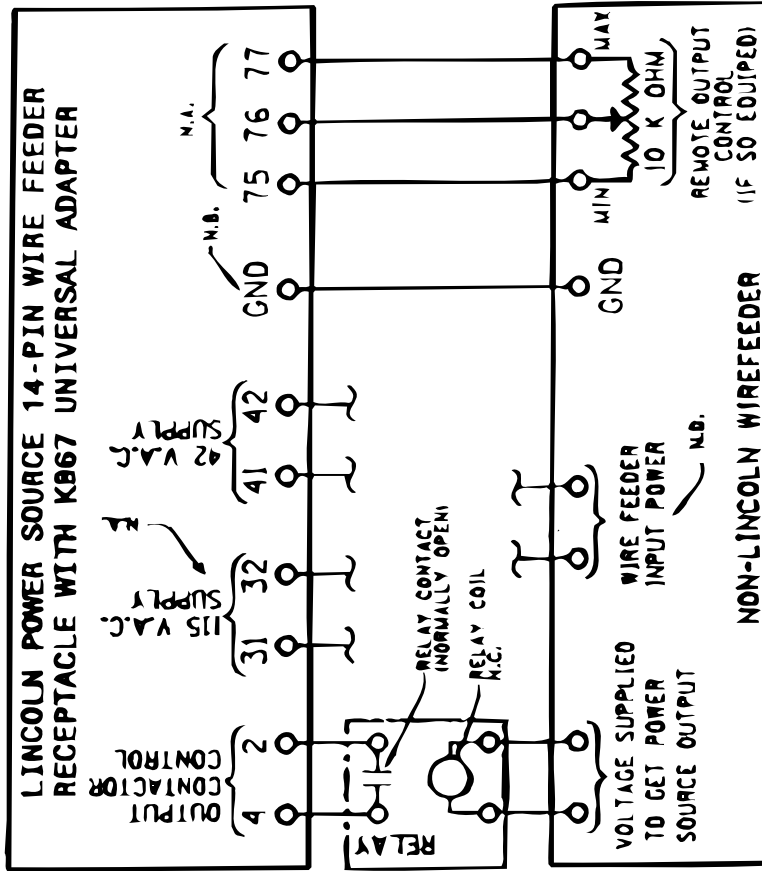 LINCOLN POWER SOURCE 14-PIN WIRE FEEDER
RECEPTACLE WITH K867 UNIVERSAL ADAPTER
OUTPUT
CONTACTOR
CONTROL
4
2
115 V.A.C.
SUPPLY
31
32
N.A.
42 V.A.C.
SUPPLY
41
42
GND
N.B.
N.A.
75
76
77
RELAY
RELAY CONTACT
(NORMALLY OPEN)
RELAY COIL
N.C.
VOLTAGE SUPPLIED
TO GET POWER
SOURCE OUTPUT
WIRE FEEDER
INPUT POWER
N.D.
GND
MIN
MAX
10 K OHM
REMOTE OUTPUT
CONTROL
(IF SO EQUIPED)
NON-LINCOLN WIREFEEDER